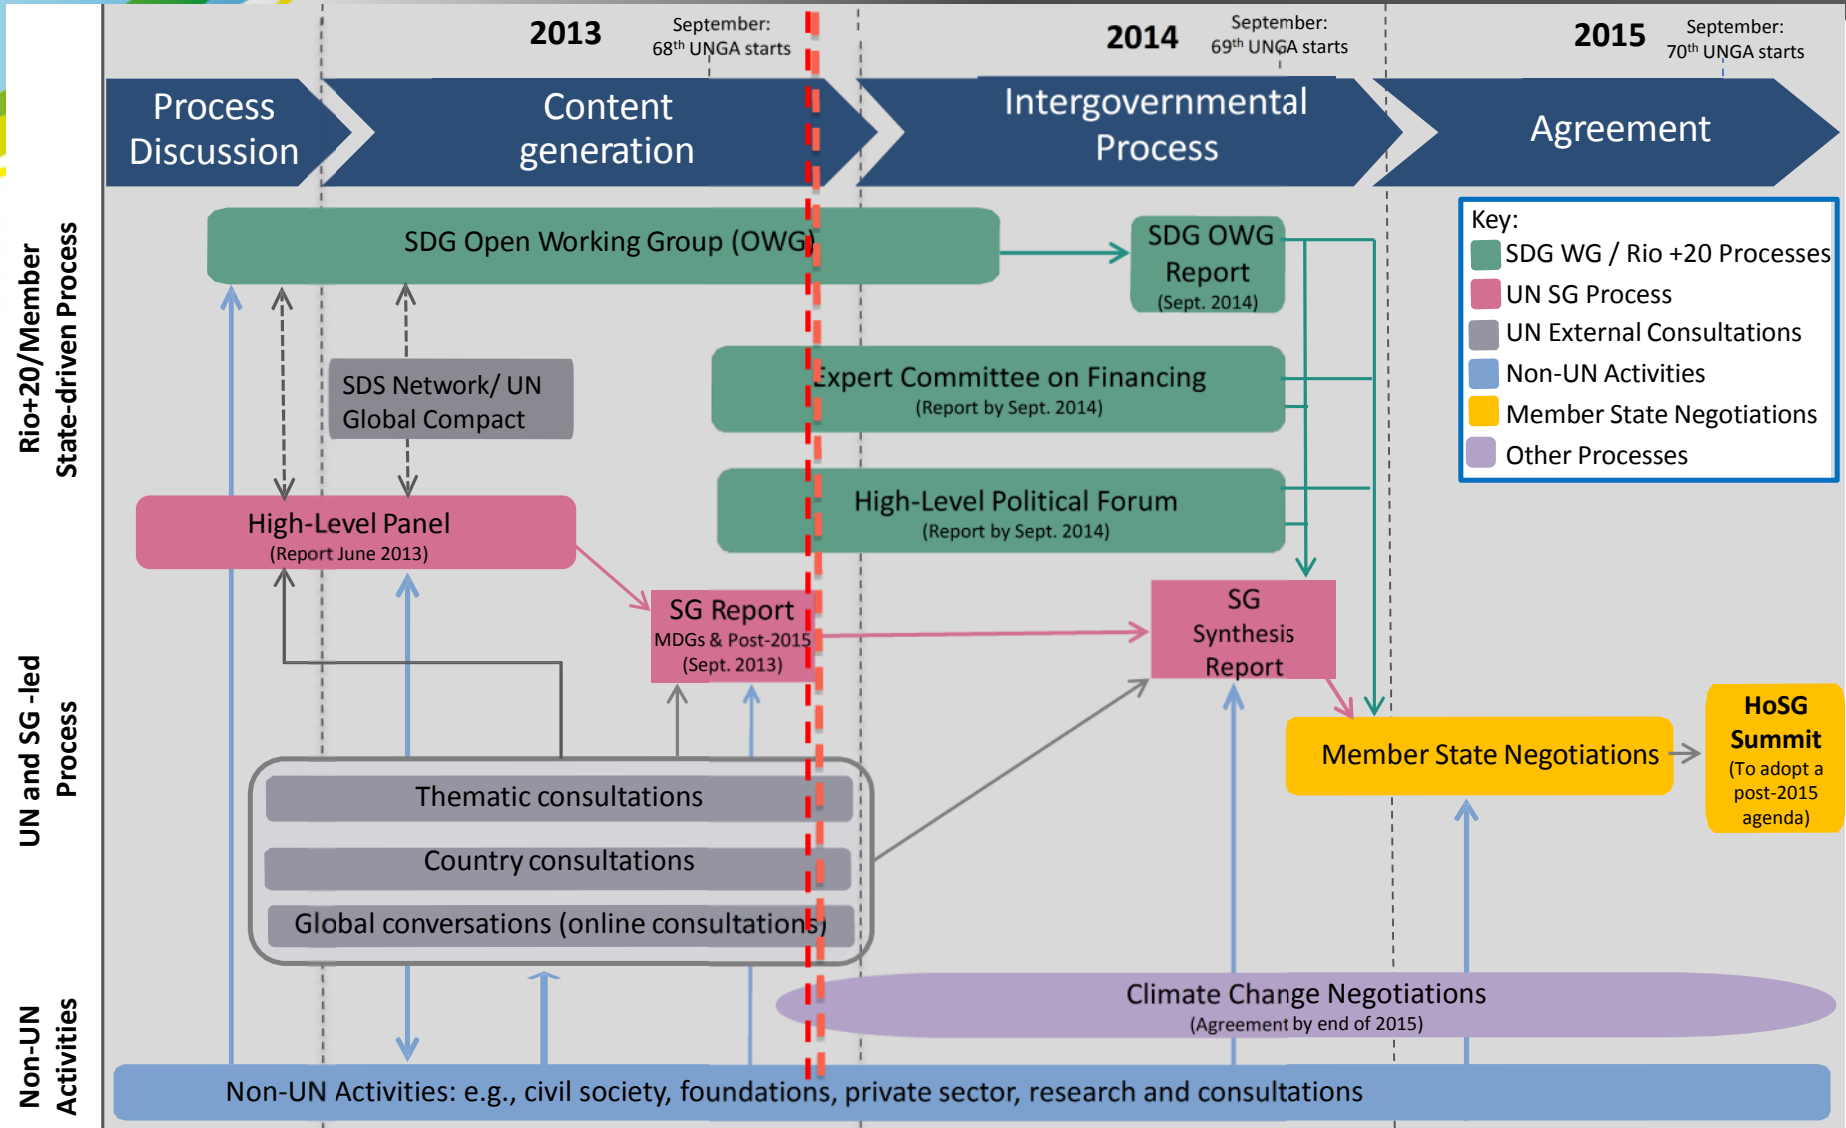 2013
September:
68th UNGA starts
2014
September:
69th UNGA starts
2015
September:
70th UNGA starts
Process
Discussion
Content
generation
Intergovernmental
Process
Agreement
Rio+20/Member
State-driven Process
SDG Open Working Group (OWG)
SDG OWG
Report
(Sept. 2014)
Key:
SDG WG / Rio +20 Processes
UN SG Process
UN External Consultations
Non-UN Activities
Member State Negotiations
Other Processes
SDS Network/ UN
Global Compact
Expert Committee on Financing
(Report by Sept. 2014)
High-Level Political Forum
(Report by Sept. 2014)
High-Level Panel
(Report June 2013)
UN and SG -led
Process
SG Report
MDGs & Post-2015
(Sept. 2013)
SG
Synthesis
Report
Member State Negotiations
HoSG
Summit
(To adopt a
post-2015
agenda)
Thematic consultations
Country consultations
Global conversations (online consultations)
Non-UN
Activities
Climate Change Negotiations
(Agreement by end of 2015)
Non-UN Activities: e.g., civil society, foundations, private sector, research and consultations